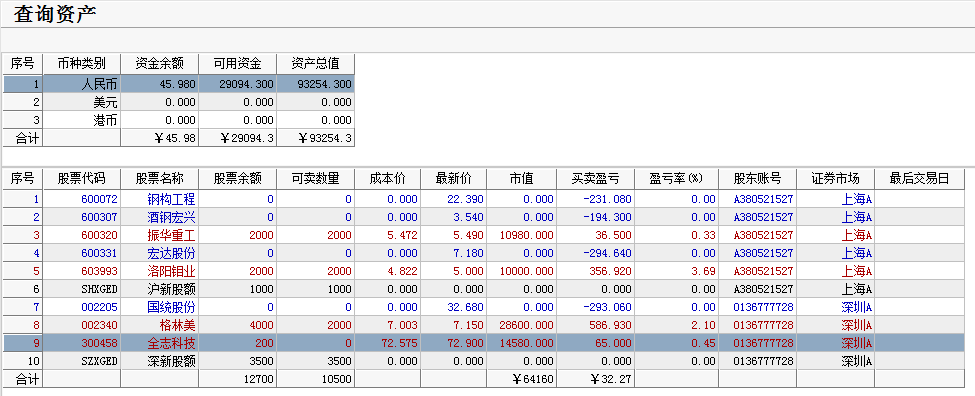 查询资产
序号 币种类别 资金余额 可用资金 资产总值
1 人民币 45.980 29094.300 93254.300
2 美元 0.000 0.000 0.000
3 港币 0.000 0.000 0.000
合计 ￥45.98 ￥29094.3 ￥93254.3
序号 股票代码 股票名称 股票余额 可卖数量 成本价 最新价 市值 买卖盈亏 盈亏率(%) 股东账号 证券市场 最后交易日
1 600072 钢构工程 0 0 0.000 22.390 0.000 -231.080 0.00 A380521527 上海A
2 600307 酒钢宏兴 0 0 0.000 3.540 0.000 -194.300 0.00 A380521527 上海A
3 600320 振华重工 2000 2000 5.472 5.490 10980.000 36.500 0.33 A380521527 上海A
4 600331 宏达股份 0 0 0.000 7.180 0.000 -294.640 0.00 A380521527 上海A
5 603993 洛阳钼业 2000 2000 4.822 5.000 10000.000 356.920 3.69 A380521527 上海A
6 SHXGED 沪新股额 1000 1000 0.000 0.000 0.000 0.000 0.00 A380521527 上海A
7 002205 国统股份 0 0 0.000 32.680 0.000 -293.060 0.00 0136777728 深圳A
8 002340 格林美 4000 2000 7.003 7.150 28600.000 586.930 2.10 0136777728 深圳A
9 300458 全志科技 200 0 72.575 72.900 14580.000 65.000 0.45 0136777728 深圳A
10 SZXGED 深新股额 3500 3500 0.000 0.000 0.000 0.000 0.00 0136777728 深圳A
合计 12700 10500 ￥64160 ￥32.27